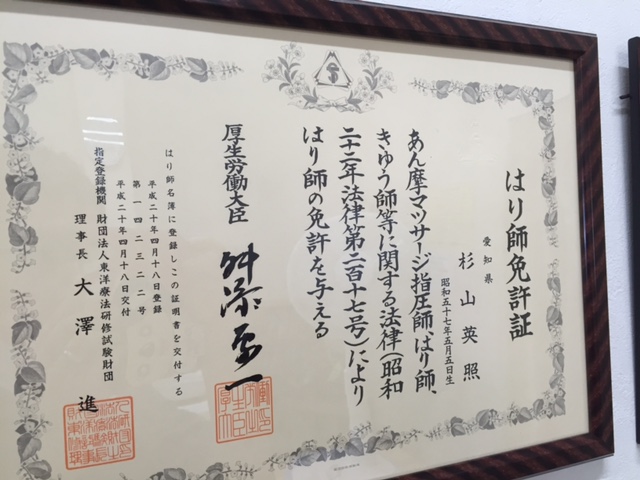 はり師免許証
愛知県
杉山英照
昭和五十七年五月五日生
あん摩マツサージ指圧師、はり師、
きゆう師等に関する法律(昭和
二十二年法律第二百十七号)により
はり師の免許を与える
厚生労働大臣 舛添要一
はり師名簿に登録しこの証明書を交付する
平成二十年四月十八日登録
第一四二三二二号
平成二十年四月十八日交付
指定登録機関 財団法人東洋療法研修試験財団
理事長 大澤進